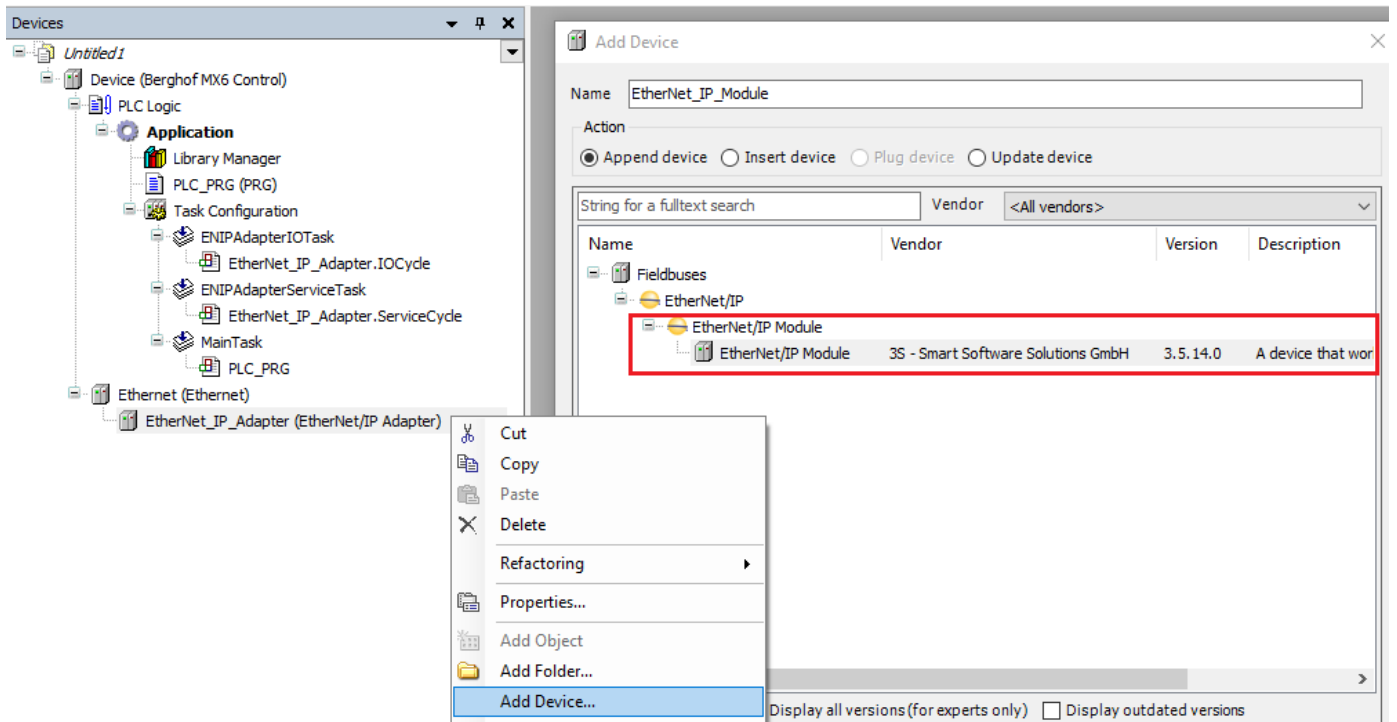 Devices
Untitled1
Device (Berghof MX6 Control)
PLC Logic
Application
Library Manager
PLC_PRG (PRG)
Task Configuration
ENIPAdapterIOTask
EtherNet_IP_Adapter.IOCycle
ENIPAdapterServiceTask
EtherNet_IP_Adapter.ServiceCycle
MainTask
PLC_PRG
Ethernet (Ethernet)
EtherNet_IP_Adapter (EtherNet/IP Adapter)
Cut
Copy
Paste
Delete
Refactoring
Properties...
Add Object
Add Folder...
Add Device...
Add Device
Name EtherNet_IP_Module
Action
Append device Insert device Plug device Update device
String for a fulltext search Vendor <All vendors>
Name Vendor Version Description
Fieldbuses
EtherNet/IP
EtherNet/IP Module
EtherNet/IP Module 3S - Smart Software Solutions GmbH 3.5.14.0 A device that wor
Display all versions (for experts only) Display outdated versions